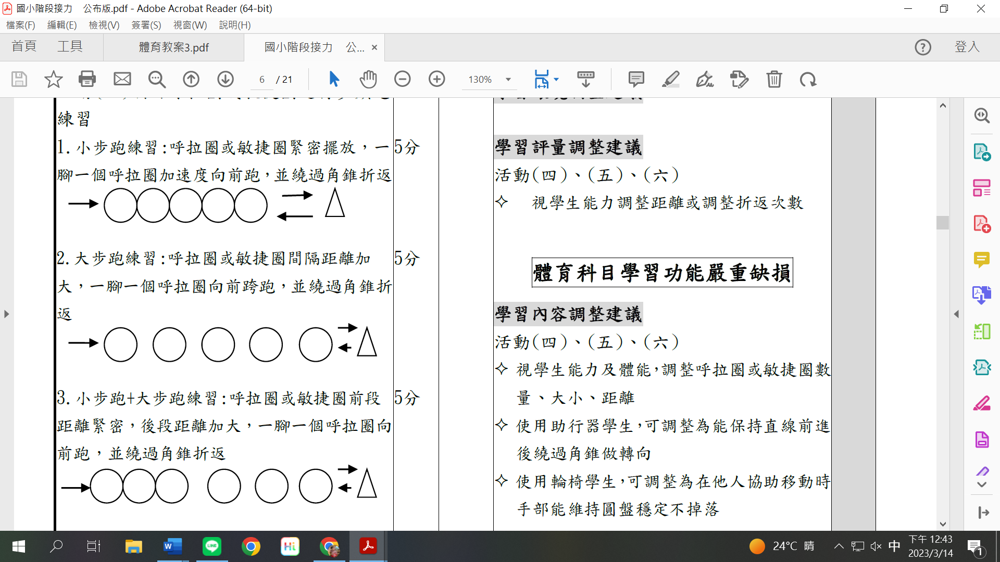 國小階段接力　公布版.pdf - Adobe Acrobat Reader (64-bit)
檔案(F) 編輯(E) 檢視(V) 簽署(S) 視窗(W) 說明(H)
首頁 工具 體育教案3.pdf 國小階段接力　公... × 登入
6 / 21 130%
練習
1.小步跑練習:呼拉圈或敏捷圈緊密擺放，一 5分
腳一個呼拉圈加速度向前跑，並繞過角錐折返
2.大步跑練習:呼拉圈或敏捷圈間隔距離加 5分
大，一腳一個呼拉圈向前跨跑，並繞過角錐折
返
3.小步跑+大步跑練習:呼拉圈或敏捷圈前段 5分
距離緊密，後段距離加大，一腳一個呼拉圈向
前跑，並繞過角錐折返
學習評量調整建議
活動(四)、(五)、(六)
✧ 視學生能力調整距離或調整折返次數
體育科目學習功能嚴重缺損
學習內容調整建議
活動(四)、(五)、(六)
✧ 視學生能力及體能，調整呼拉圈或敏捷圈數
量、大小、距離
✧ 使用助行器學生，可調整為能保持直線前進
後繞過角錐做轉向
✧ 使用輪椅學生，可調整為在他人協助移動時
手部能維持圓盤穩定不掉落
24°C 晴 中 下午 12:43
2023/3/14
1